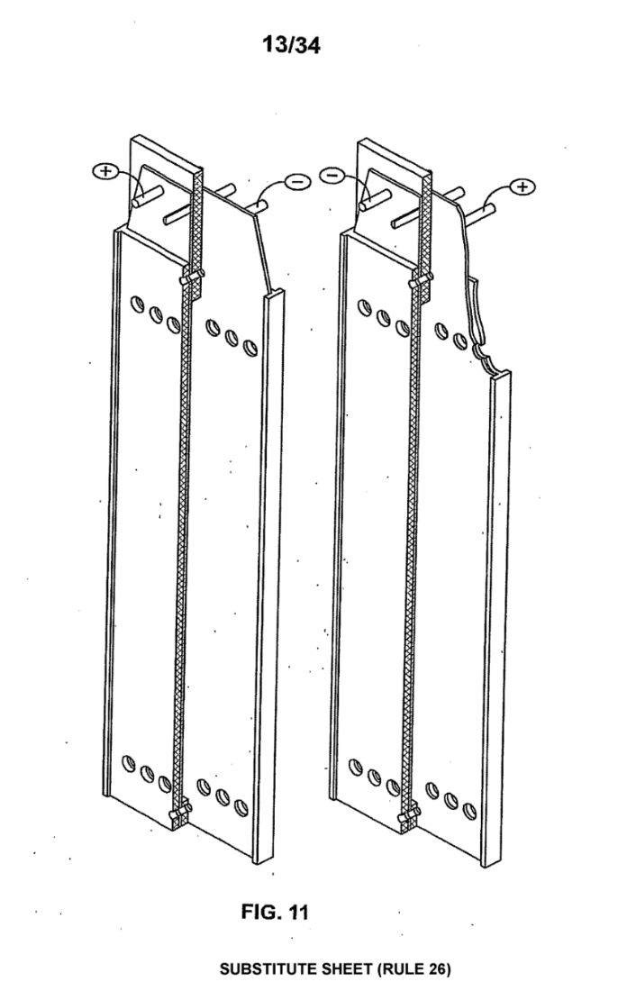 13/34
+ − − +
FIG. 11
SUBSTITUTE SHEET (RULE 26)